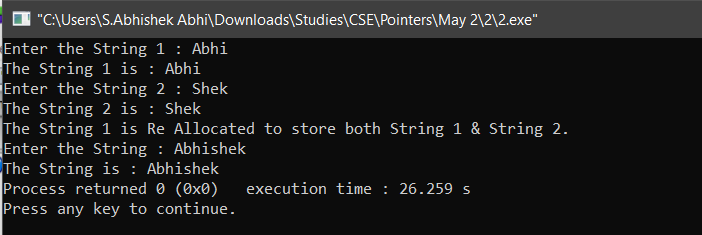 "C:\Users\S.Abhishek Abhi\Downloads\Studies\CSE\Pointers\May 2\2\2.exe"
Enter the String 1 : Abhi
The String 1 is : Abhi
Enter the String 2 : Shek
The String 2 is : Shek
The String 1 is Re Allocated to store both String 1 & String 2.
Enter the String : Abhishek
The String is : Abhishek
Process returned 0 (0x0)   execution time : 26.259 s
Press any key to continue.